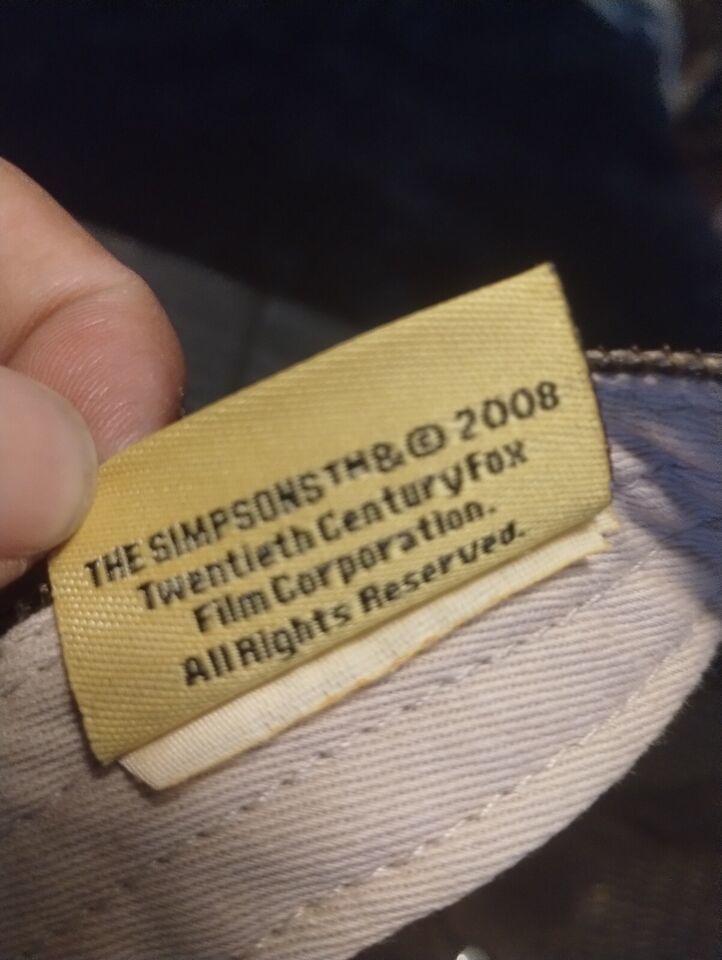 THE SIMPSONS TM & © 2008
Twentieth Century Fox
Film Corporation.
All Rights Reserved.